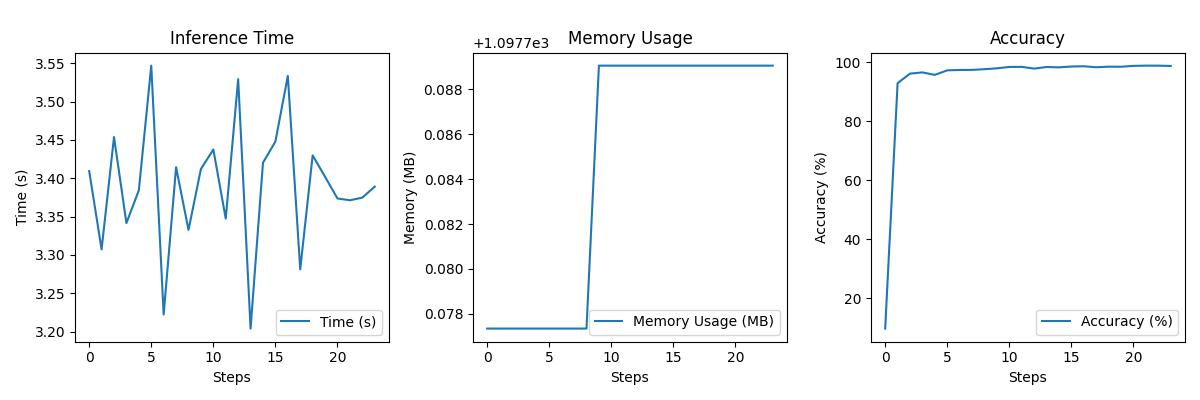 Inference Time
3.55
3.50
3.45
3.40
3.35
3.30
3.25
3.20
Time (s)
Time (s)
0 5 10 15 20
Steps
Memory Usage
+1.0977e3
0.088
0.086
0.084
0.082
0.080
0.078
Memory (MB)
Memory Usage (MB)
0 5 10 15 20
Steps
Accuracy
100
80
60
40
20
Accuracy (%)
Accuracy (%)
0 5 10 15 20
Steps